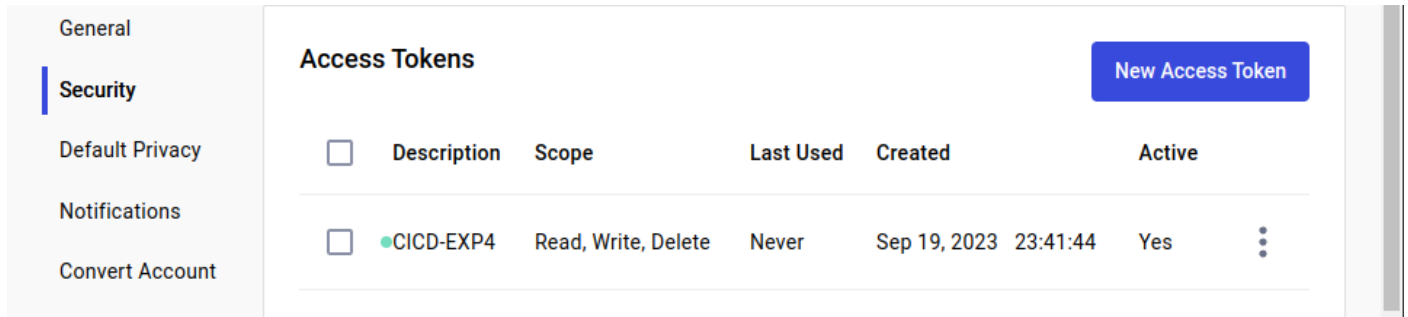 General
Security
Default Privacy
Notifications
Convert Account
Access Tokens
New Access Token
Description Scope Last Used Created Active
CICD-EXP4 Read, Write, Delete Never Sep 19, 2023 23:41:44 Yes